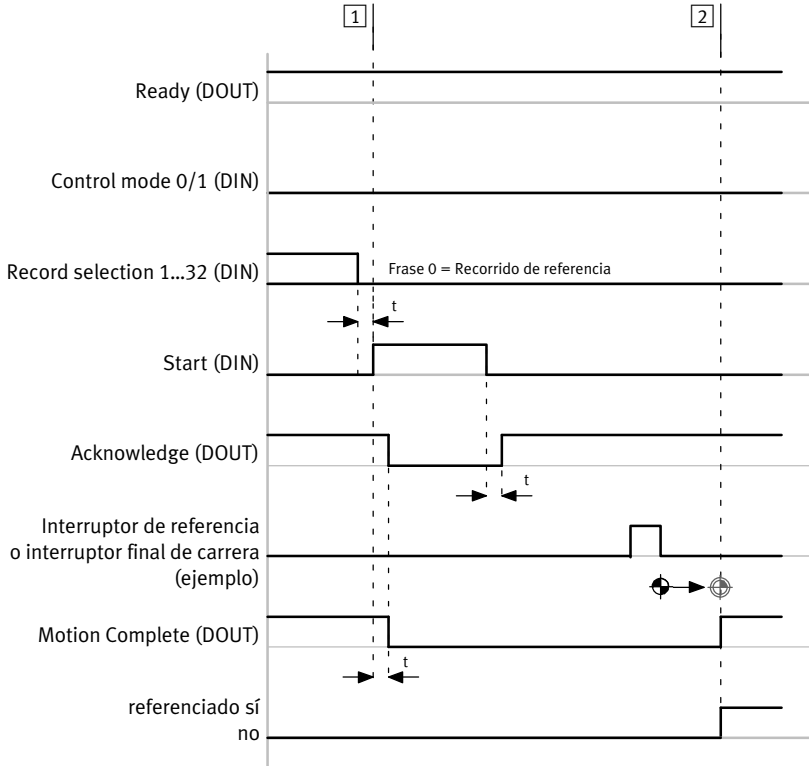 1
2
Ready (DOUT)
Control mode 0/1 (DIN)
Record selection 1...32 (DIN)
Frase 0 = Recorrido de referencia
t
Start (DIN)
Acknowledge (DOUT)
t
Interruptor de referencia
o interruptor final de carrera
(ejemplo)
Motion Complete (DOUT)
t
referenciado sí
no